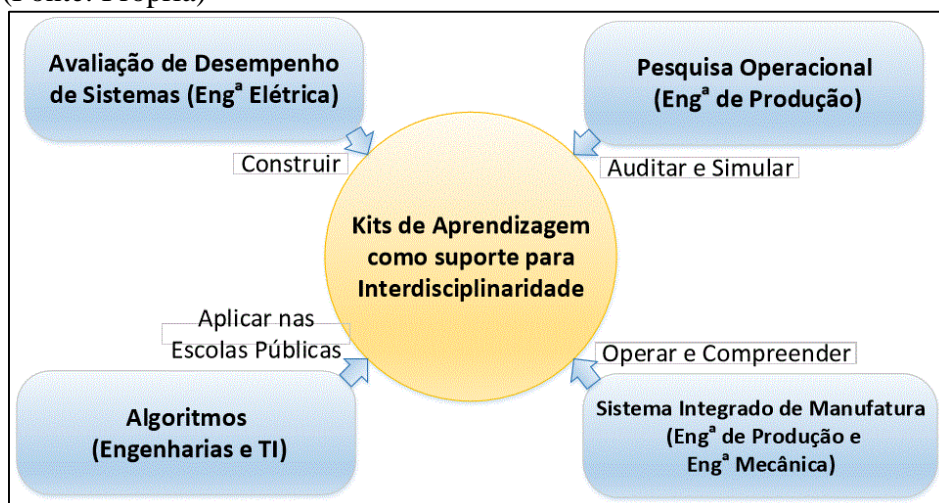 (Fonte: Própria)
Avaliação de Desempenho
de Sistemas (Engª Elétrica)
Pesquisa Operacional
(Engª de Produção)
Construir
Auditar e Simular
Kits de Aprendizagem
como suporte para
Interdisciplinaridade
Aplicar nas
Escolas Públicas
Operar e Compreender
Algoritmos
(Engenharias e TI)
Sistema Integrado de Manufatura
(Engª de Produção e
Engª Mecânica)